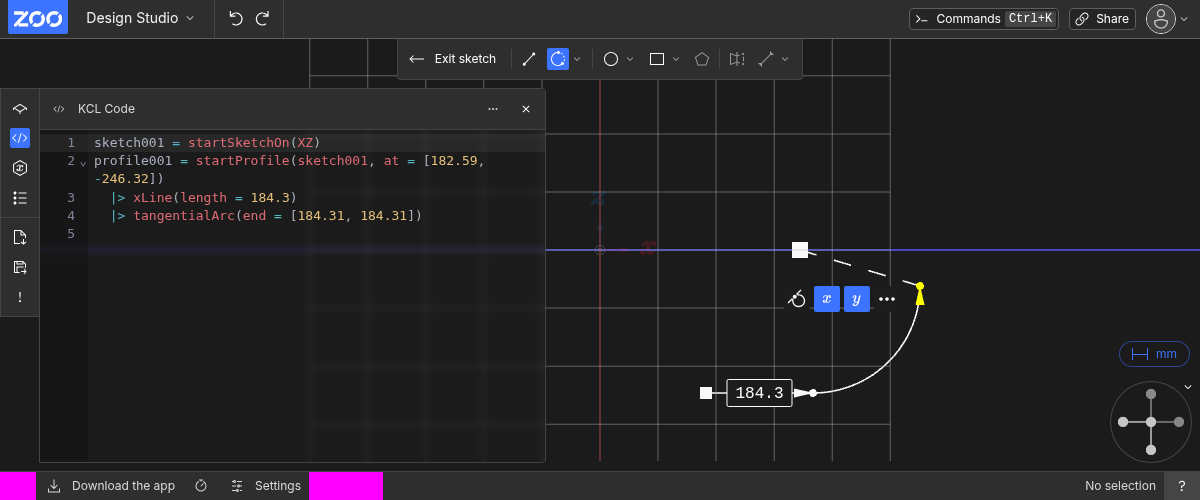 ZOO
Design Studio
Commands Ctrl+K
Share
Exit sketch
KCL Code
1 sketch001 = startSketchOn(XZ)
2 profile001 = startProfile(sketch001, at = [182.59,
-246.32])
3 |> xLine(length = 184.3)
4 |> tangentialArc(end = [184.31, 184.31])
5
z
x
x y
184.3
mm
Download the app
Settings
No selection
?